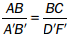 AB/A'B' = BC/D'F'